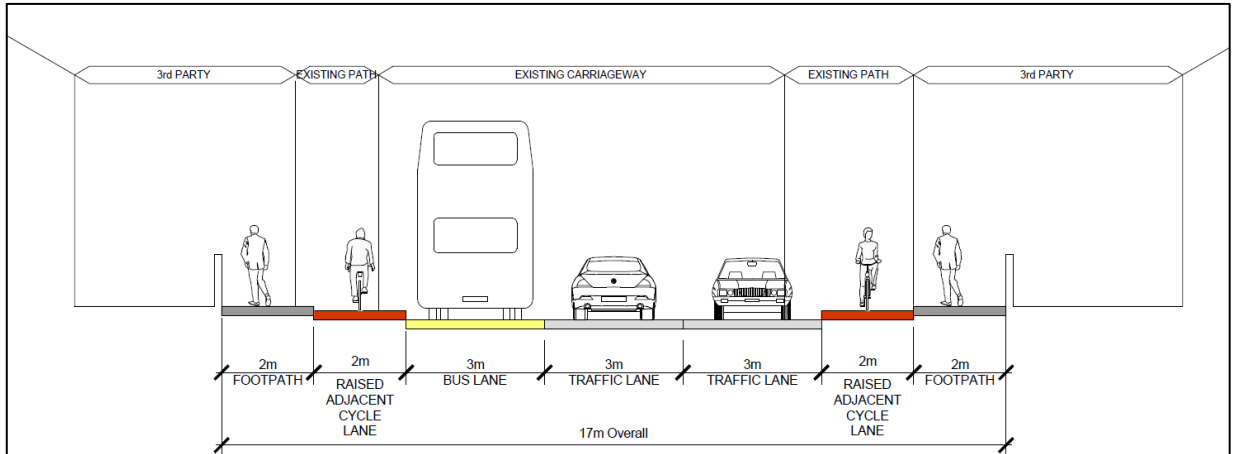 3rd PARTY
EXISTING PATH
EXISTING CARRIAGEWAY
EXISTING PATH
3rd PARTY
2m
FOOTPATH
2m
RAISED
ADJACENT
CYCLE
LANE
3m
BUS LANE
3m
TRAFFIC LANE
3m
TRAFFIC LANE
2m
RAISED
ADJACENT
CYCLE
LANE
2m
FOOTPATH
17m Overall